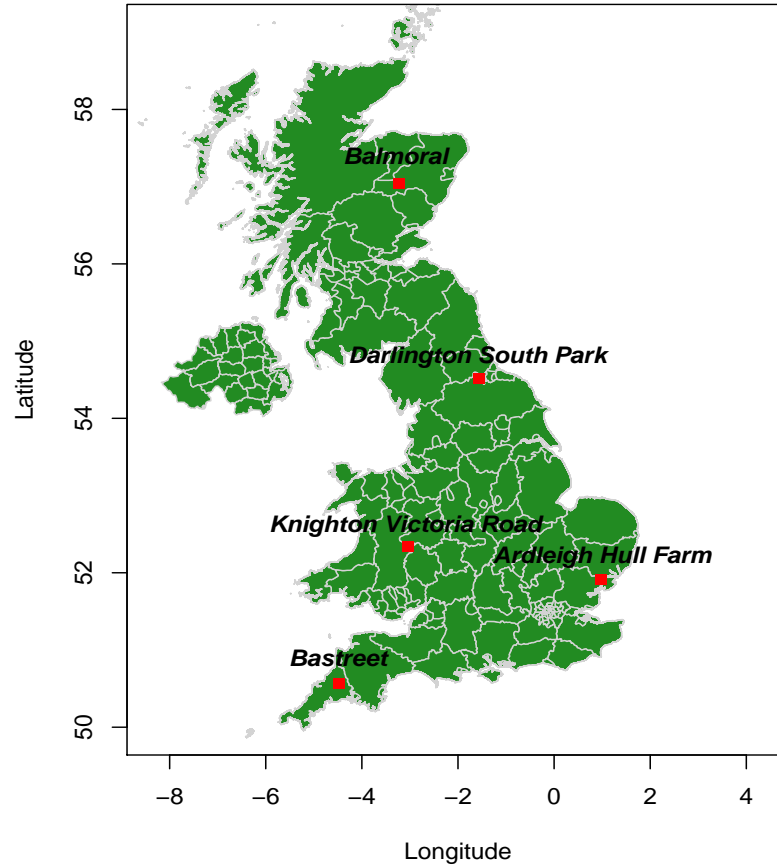 58
56
54
52
50
Latitude
Balmoral
Darlington South Park
Knighton Victoria Road
Ardleigh Hull Farm
Bastreet
−8 −6 −4 −2 0 2 4
Longitude